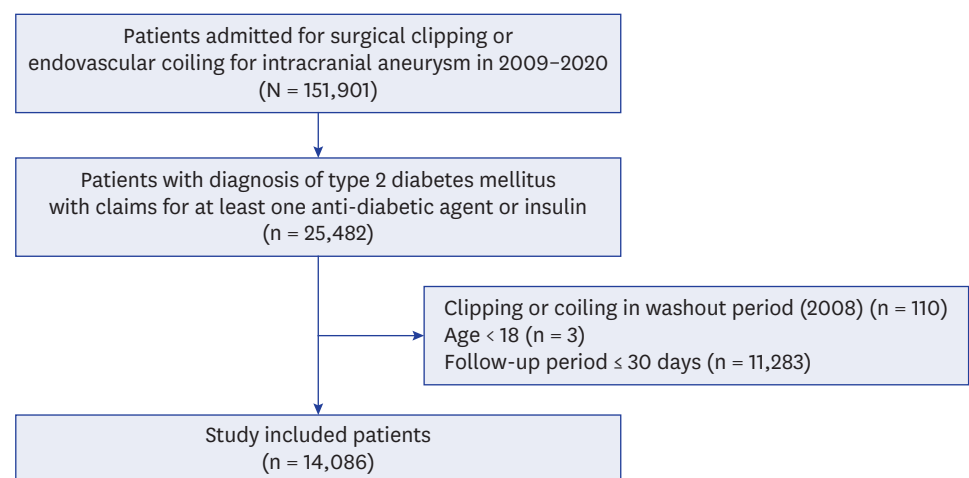 Patients admitted for surgical clipping or
endovascular coiling for intracranial aneurysm in 2009–2020
(N = 151,901)
Patients with diagnosis of type 2 diabetes mellitus
with claims for at least one anti-diabetic agent or insulin
(n = 25,482)
Clipping or coiling in washout period (2008) (n = 110)
Age < 18 (n = 3)
Follow-up period ≤ 30 days (n = 11,283)
Study included patients
(n = 14,086)